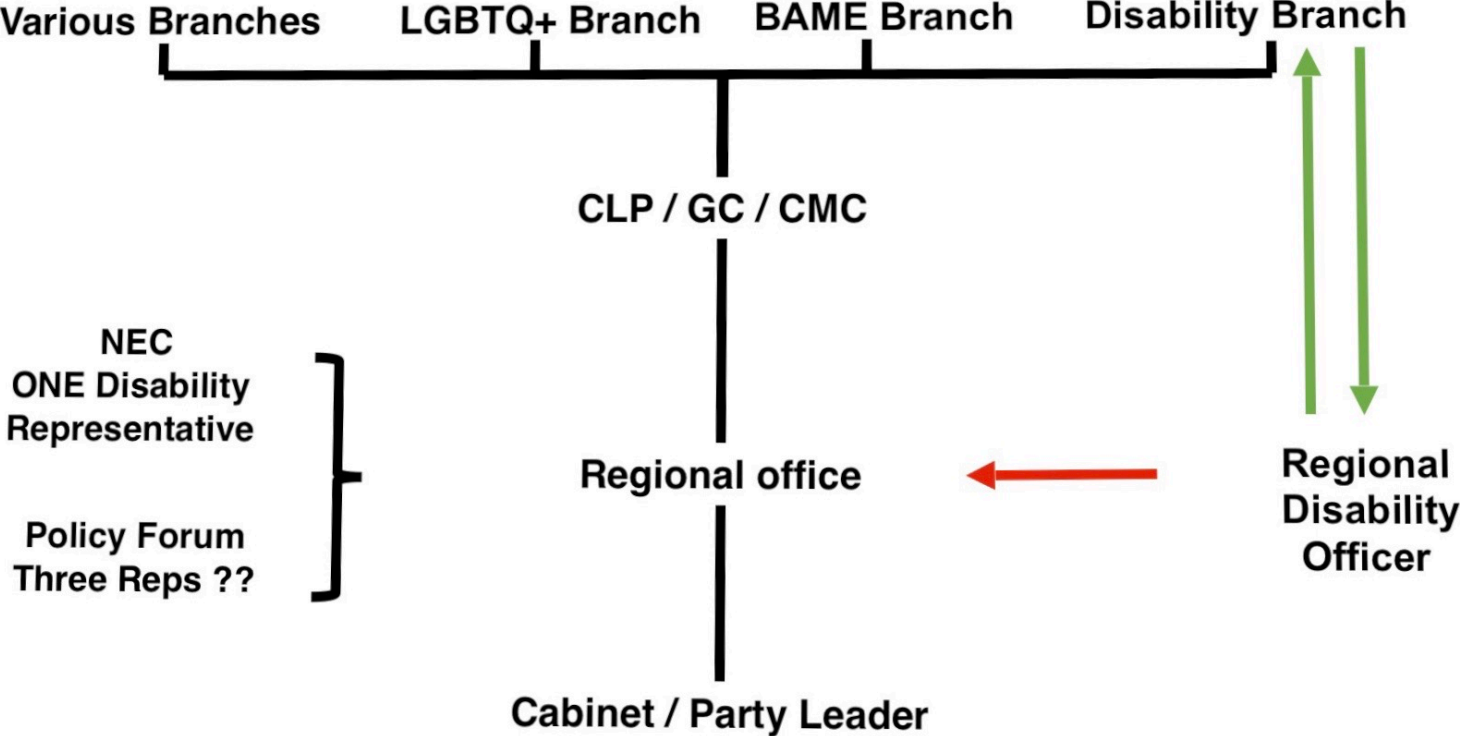 Various Branches
LGBTQ+ Branch
BAME Branch
Disability Branch
CLP / GC / CMC
NEC
ONE Disability
Representative
Policy Forum
Three Reps ??
Regional office
Regional
Disability
Officer
Cabinet / Party Leader